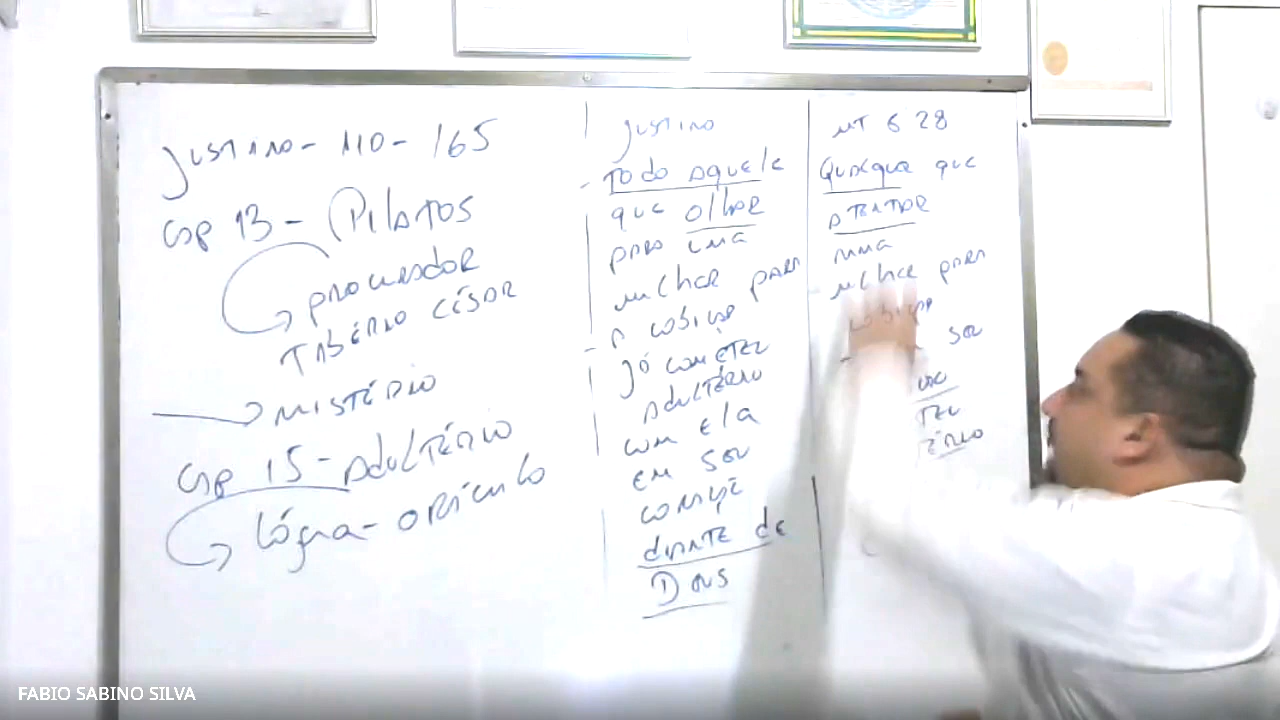 Justino - 110 - 165
Cap 13 - Pilatos
procurador
Tibério César
Mistério
Cap 15 - Adultério
Lógia - oráculo
Justino
Todo aquele
que olhar
para uma
mulher para
a cobiçar
Já cometeu
Adultério
com ela
em seu
coração
diante de
Deus
MT 6 28
Qualquer que
atentar
numa
mulher para
seu
FABIO SABINO SILVA